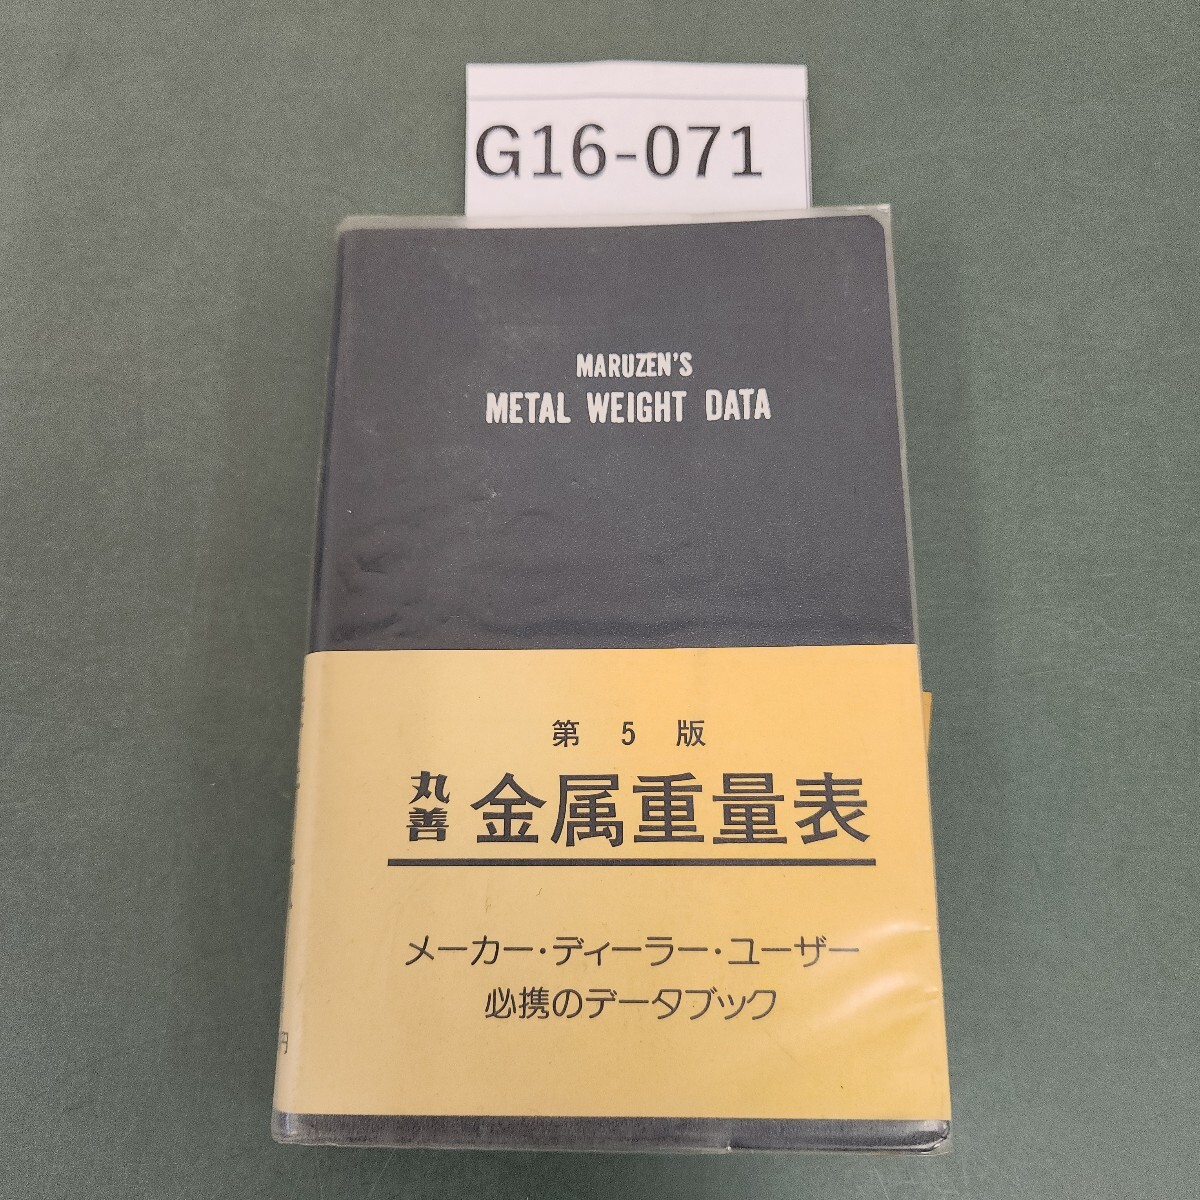 G16-071
MARUZEN'S
METAL WEIGHT DATA
第 5 版
丸善 金属重量表
メーカー・ディーラー・ユーザー
必携のデータブック
円